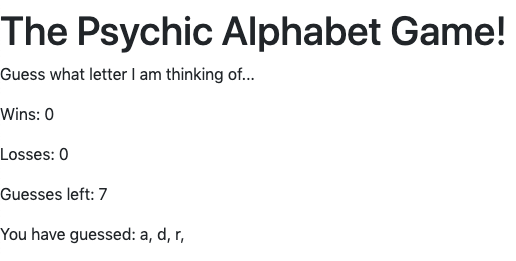 The Psychic Alphabet Game!
Guess what letter I am thinking of...
Wins: 0
Losses: 0
Guesses left: 7
You have guessed: a, d, r,